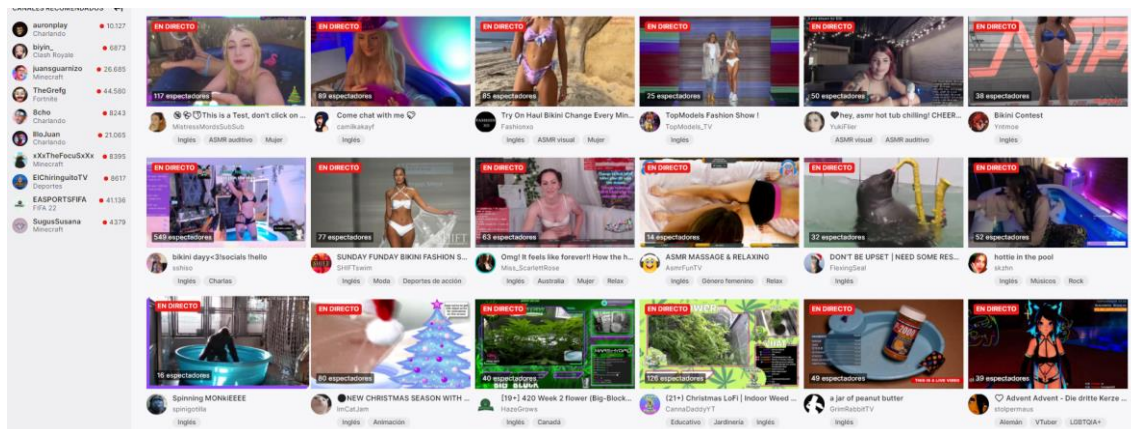 CANALES RECOMENDADOS
auronplay 10.127
Charlando
biyin_ 6873
Clash Royale
juansguarnizo 26.685
Minecraft
TheGrefg 44.580
Fortnite
8cho 8243
Charlando
IlloJuan 21.065
Charlando
xXxTheFocuSxXx 8395
Minecraft
ElChiringuitoTV 8617
Deportes
EASPORTSFIFA 41.136
FIFA 22
SugusSusana 4379
Minecraft
EN DIRECTO EN DIRECTO EN DIRECTO EN DIRECTO EN DIRECTO EN DIRECTO
117 espectadores 89 espectadores 85 espectadores 25 espectadores 50 espectadores 38 espectadores
This is a Test, don't click on ... Come chat with me Try On Haul Bikini Change Every Min... TopModels Fashion Show ! hey, asmr hot tub chilling! CHEER... Bikini Contest
MistressMordsSubSub camilkakayf Fashionxs TopModels_TV YukiFlier Ynmoe
Inglés ASMR auditivo Mujer Inglés Inglés ASMR visual Mujer Inglés ASMR visual ASMR auditivo Inglés
EN DIRECTO EN DIRECTO EN DIRECTO EN DIRECTO EN DIRECTO EN DIRECTO
549 espectadores 77 espectadores 63 espectadores 14 espectadores 32 espectadores 52 espectadores
bikini dayy<3!socials !hello SUNDAY FUNDAY BIKINI FASHION S... Omg! It feels like forever!! How the h... ASMR MASSAGE & RELAXING DON'T BE UPSET | NEED SOME RES... hottie in the pool
sshiso SHIFTswim Miss_ScarlettRose AsmrFunTV FlexingSeal skzhn
Inglés Charlas Inglés Moda Deportes de acción Inglés Australia Mujer Relax Inglés Género femenino Relax Inglés Inglés Músicos Rock
EN DIRECTO EN DIRECTO EN DIRECTO EN DIRECTO EN DIRECTO EN DIRECTO
16 espectadores 80 espectadores 40 espectadores 126 espectadores 49 espectadores 39 espectadores
THIS IS A LIVE VIDEO
Spinning MONkiEEEE NEW CHRISTMAS SEASON WITH ... [19+] 420 Week 2 flower (Big-Block... (21+) Christmas LoFi | Indoor Weed ... a jar of peanut butter Advent Advent - Die dritte Kerze ...
spinigorilla ImCatJam HazeGrows CannaDaddyYT GrimRabbitTV stolpermaus
Inglés Inglés Animación Inglés Canadá Educativo Jardinería Inglés Inglés Alemán VTuber LGBTQIA+